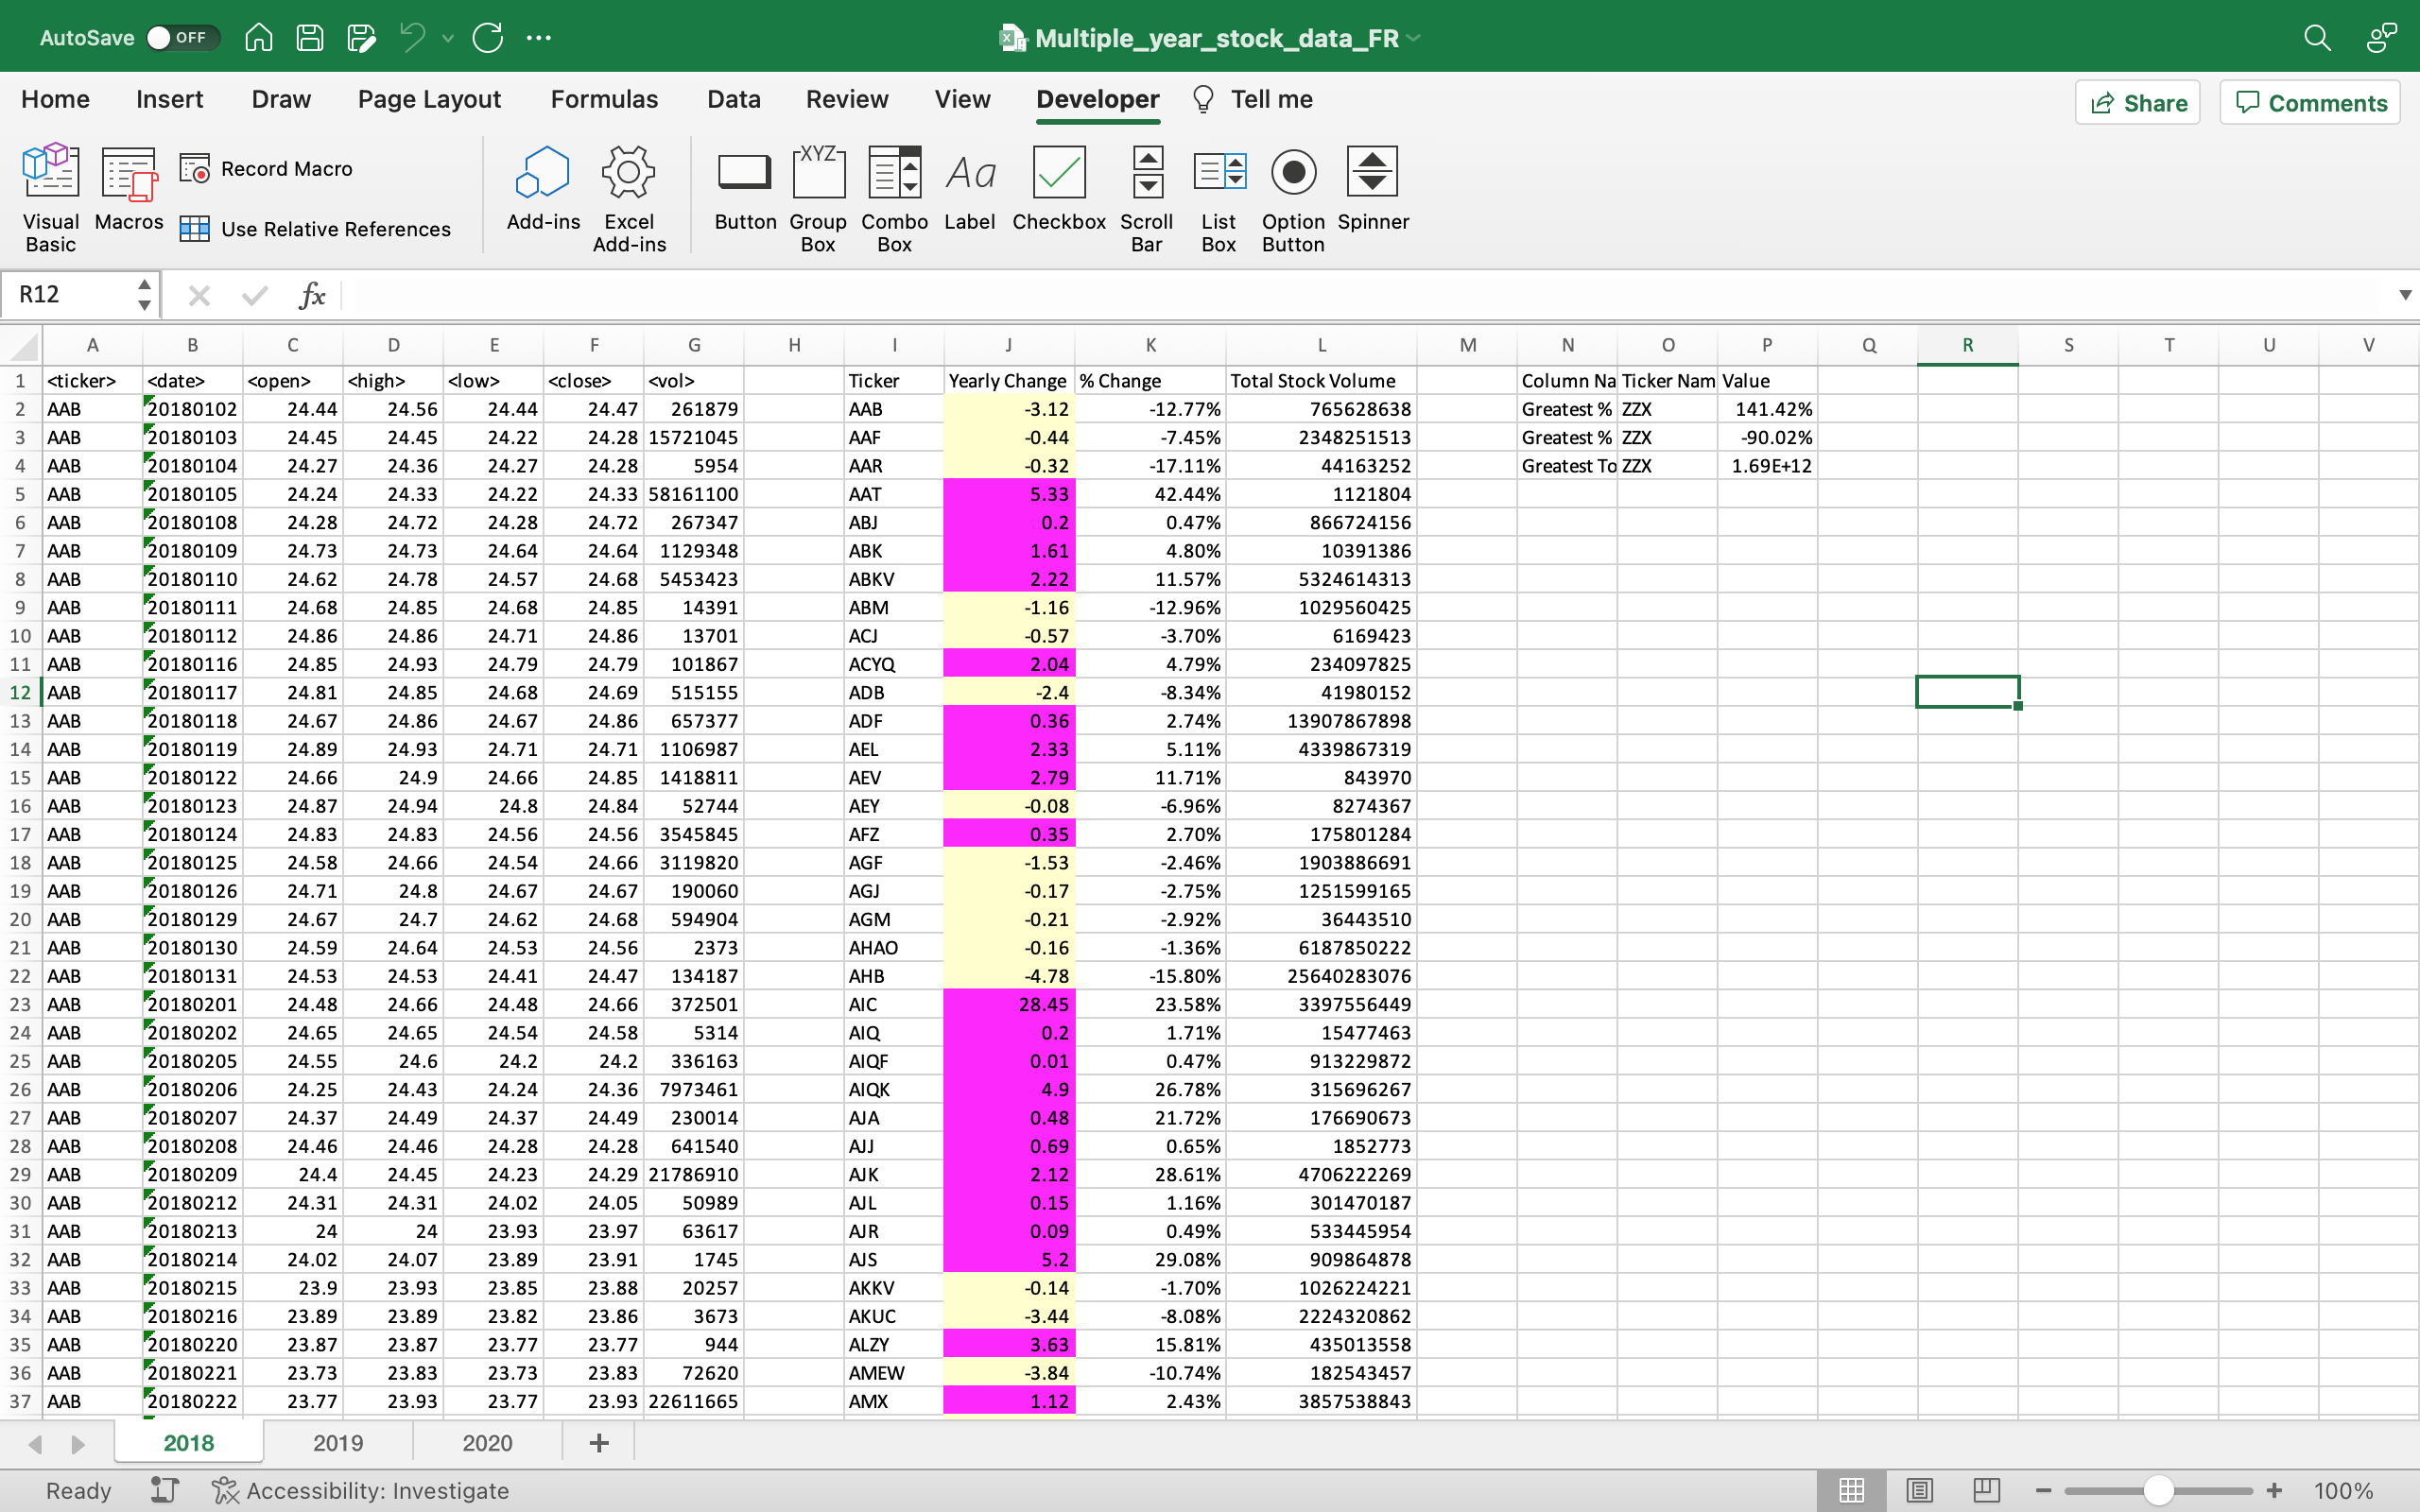 AutoSave OFF Multiple_year_stock_data_FR
Home Insert Draw Page Layout Formulas Data Review View Developer Tell me Share Comments
Visual Basic Macros Record Macro Use Relative References Add-ins Excel Add-ins Button XYZ Group Box Combo Box Aa Label Checkbox Scroll Bar List Box Option Button Spinner
R12 fx
A B C D E F G H I J K L M N O P Q R S T U V
1 <ticker> <date> <open> <high> <low> <close> <vol> Ticker Yearly Change % Change Total Stock Volume Column Na Ticker Nam Value
2 AAB 20180102 24.44 24.56 24.44 24.47 261879 AAB -3.12 -12.77% 765628638 Greatest % ZZX 141.42%
3 AAB 20180103 24.45 24.45 24.22 24.28 15721045 AAF -0.44 -7.45% 2348251513 Greatest % ZZX -90.02%
4 AAB 20180104 24.27 24.36 24.27 24.28 5954 AAR -0.32 -17.11% 44163252 Greatest To ZZX 1.69E+12
5 AAB 20180105 24.24 24.33 24.22 24.33 58161100 AAT 5.33 42.44% 1121804
6 AAB 20180108 24.28 24.72 24.28 24.72 267347 ABJ 0.2 0.47% 866724156
7 AAB 20180109 24.73 24.73 24.64 24.64 1129348 ABK 1.61 4.80% 10391386
8 AAB 20180110 24.62 24.78 24.57 24.68 5453423 ABKV 2.22 11.57% 5324614313
9 AAB 20180111 24.68 24.85 24.68 24.85 14391 ABM -1.16 -12.96% 1029560425
10 AAB 20180112 24.86 24.86 24.71 24.86 13701 ACJ -0.57 -3.70% 6169423
11 AAB 20180116 24.85 24.93 24.79 24.79 101867 ACYQ 2.04 4.79% 234097825
12 AAB 20180117 24.81 24.85 24.68 24.69 515155 ADB -2.4 -8.34% 41980152
13 AAB 20180118 24.67 24.86 24.67 24.86 657377 ADF 0.36 2.74% 13907867898
14 AAB 20180119 24.89 24.93 24.71 24.71 1106987 AEL 2.33 5.11% 4339867319
15 AAB 20180122 24.66 24.9 24.66 24.85 1418811 AEV 2.79 11.71% 843970
16 AAB 20180123 24.87 24.94 24.8 24.84 52744 AEY -0.08 -6.96% 8274367
17 AAB 20180124 24.83 24.83 24.56 24.56 3545845 AFZ 0.35 2.70% 175801284
18 AAB 20180125 24.58 24.66 24.54 24.66 3119820 AGF -1.53 -2.46% 1903886691
19 AAB 20180126 24.71 24.8 24.67 24.67 190060 AGJ -0.17 -2.75% 1251599165
20 AAB 20180129 24.67 24.7 24.62 24.68 594904 AGM -0.21 -2.92% 36443510
21 AAB 20180130 24.59 24.64 24.53 24.56 2373 AHAO -0.16 -1.36% 6187850222
22 AAB 20180131 24.53 24.53 24.41 24.47 134187 AHB -4.78 -15.80% 25640283076
23 AAB 20180201 24.48 24.66 24.48 24.66 372501 AIC 28.45 23.58% 3397556449
24 AAB 20180202 24.65 24.65 24.54 24.58 5314 AIQ 0.2 1.71% 15477463
25 AAB 20180205 24.55 24.6 24.2 24.2 336163 AIQF 0.01 0.47% 913229872
26 AAB 20180206 24.25 24.43 24.24 24.36 7973461 AIQK 4.9 26.78% 315696267
27 AAB 20180207 24.37 24.49 24.37 24.49 230014 AJA 0.48 21.72% 176690673
28 AAB 20180208 24.46 24.46 24.28 24.28 641540 AJJ 0.69 0.65% 1852773
29 AAB 20180209 24.4 24.45 24.23 24.29 21786910 AJK 2.12 28.61% 4706222269
30 AAB 20180212 24.31 24.31 24.02 24.05 50989 AJL 0.15 1.16% 301470187
31 AAB 20180213 24 24 23.93 23.97 63617 AJR 0.09 0.49% 533445954
32 AAB 20180214 24.02 24.07 23.89 23.91 1745 AJS 5.2 29.08% 909864878
33 AAB 20180215 23.9 23.93 23.85 23.88 20257 AKKV -0.14 -1.70% 1026224221
34 AAB 20180216 23.89 23.89 23.82 23.86 3673 AKUC -3.44 -8.08% 2224320862
35 AAB 20180220 23.87 23.87 23.77 23.77 944 ALZY 3.63 15.81% 435013558
36 AAB 20180221 23.73 23.83 23.73 23.83 72620 AMEW -3.84 -10.74% 182543457
37 AAB 20180222 23.77 23.93 23.77 23.93 22611665 AMX 1.12 2.43% 3857538843
2018 2019 2020 +
Ready Accessibility: Investigate 100%